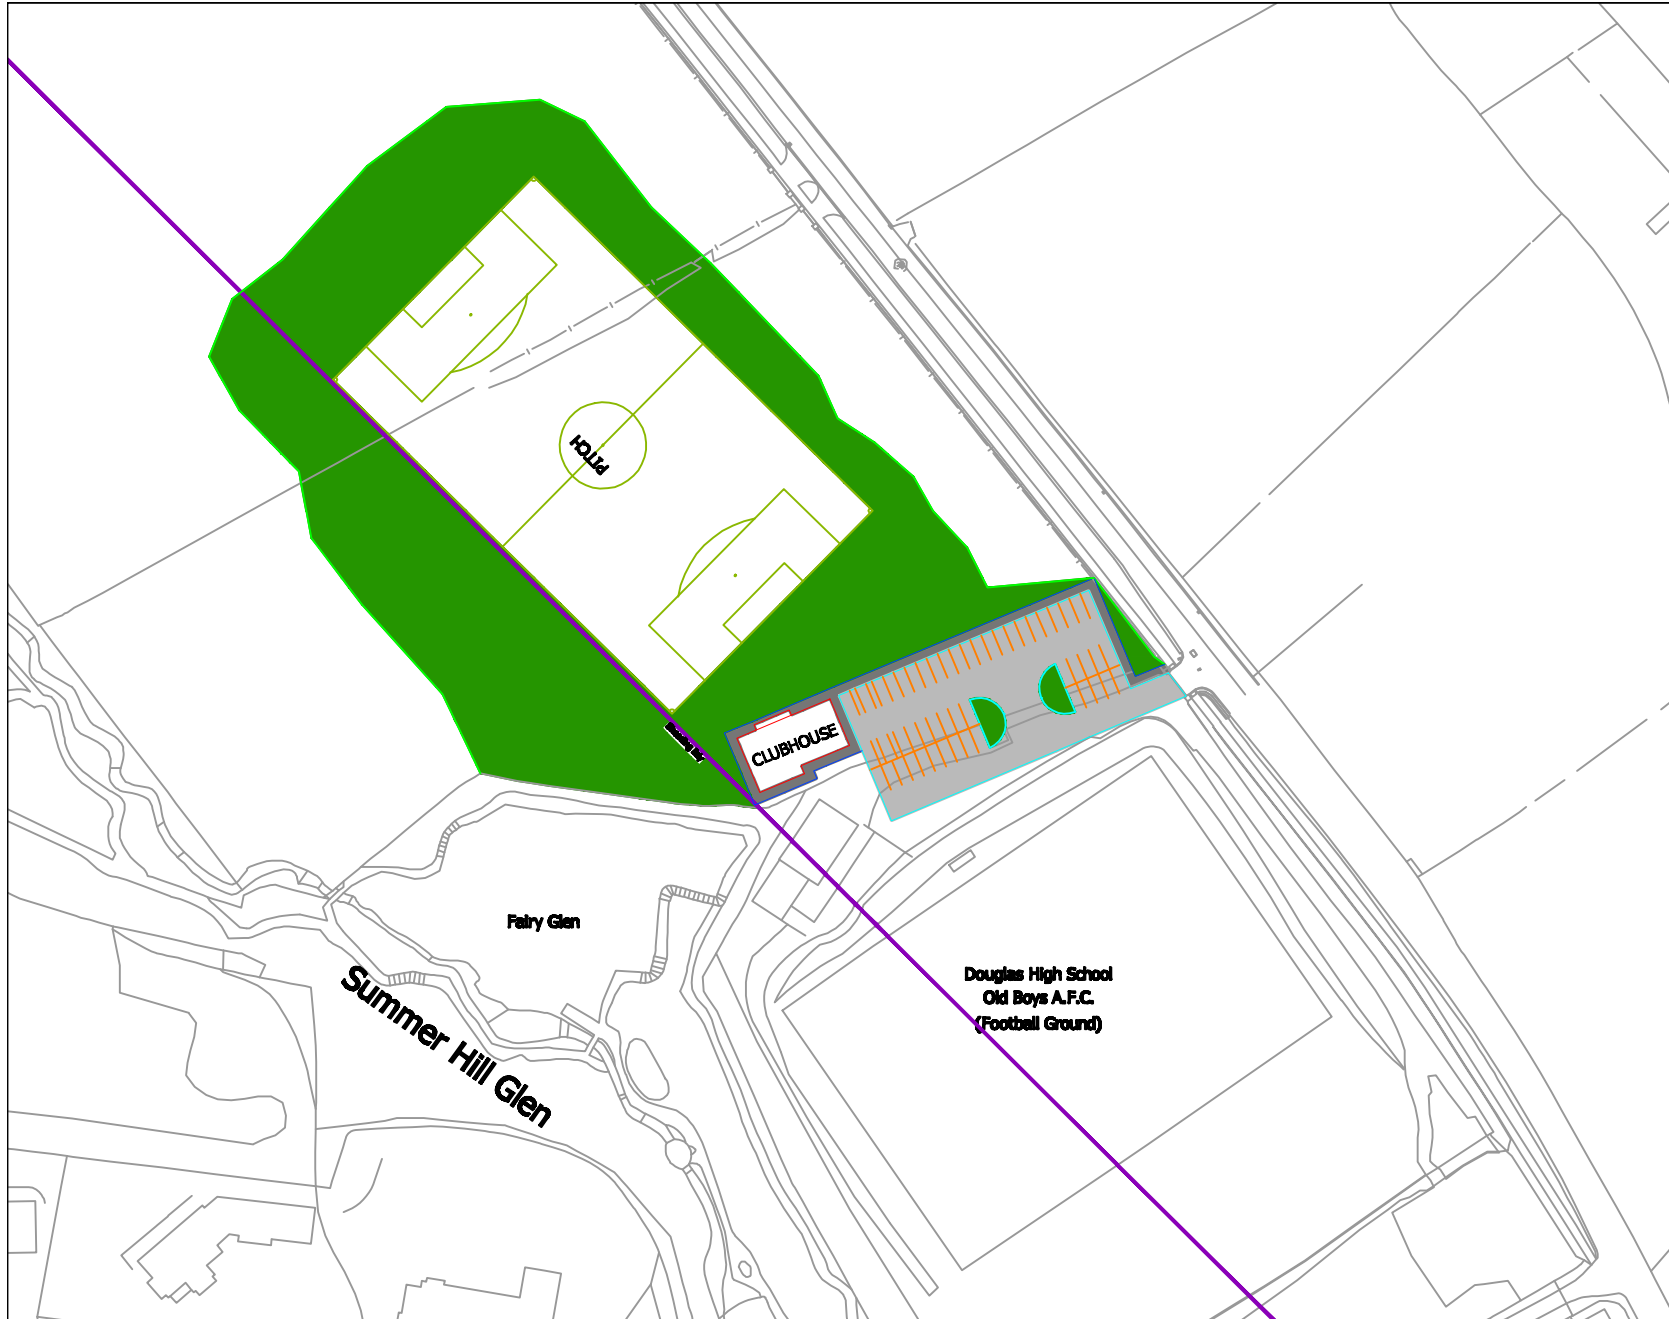 PITCH
CLUBHOUSE
Fairy Glen
Summer Hill Glen
Douglas High School
Old Boys A.F.C.
(Football Ground)